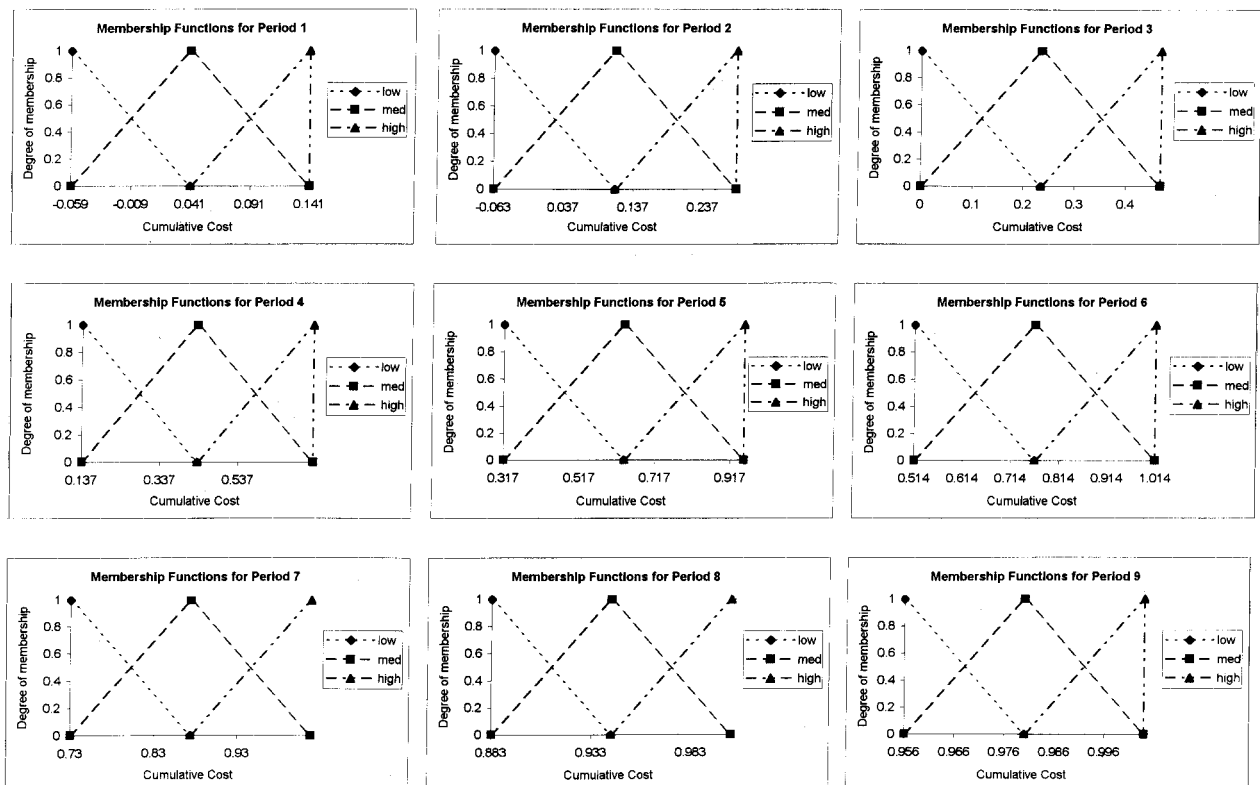 Membership Functions for Period 1
Degree of membership
1
0.8
0.6
0.4
0.2
0
-0.059 -0.009 0.041 0.091 0.141
Cumulative Cost
low
med
high
Membership Functions for Period 2
Degree of membership
1
0.8
0.6
0.4
0.2
0
-0.063 0.037 0.137 0.237
Cumulative Cost
low
med
high
Membership Functions for Period 3
Degree of membership
1
0.8
0.6
0.4
0.2
0
0 0.1 0.2 0.3 0.4
Cumulative Cost
low
med
high
Membership Functions for Period 4
Degree of membership
1
0.8
0.6
0.4
0.2
0
0.137 0.337 0.537
Cumulative Cost
low
med
high
Membership Functions for Period 5
Degree of membership
1
0.8
0.6
0.4
0.2
0
0.317 0.517 0.717 0.917
Cumulative Cost
low
med
high
Membership Functions for Period 6
Degree of membership
1
0.8
0.6
0.4
0.2
0
0.514 0.614 0.714 0.814 0.914 1.014
Cumulative Cost
low
med
high
Membership Functions for Period 7
Degree of membership
1
0.8
0.6
0.4
0.2
0
0.73 0.83 0.93
Cumulative Cost
low
med
high
Membership Functions for Period 8
Degree of membership
1
0.8
0.6
0.4
0.2
0
0.883 0.933 0.983
Cumulative Cost
low
med
high
Membership Functions for Period 9
Degree of membership
1
0.8
0.6
0.4
0.2
0
0.956 0.966 0.976 0.986 0.996
Cumulative Cost
low
med
high